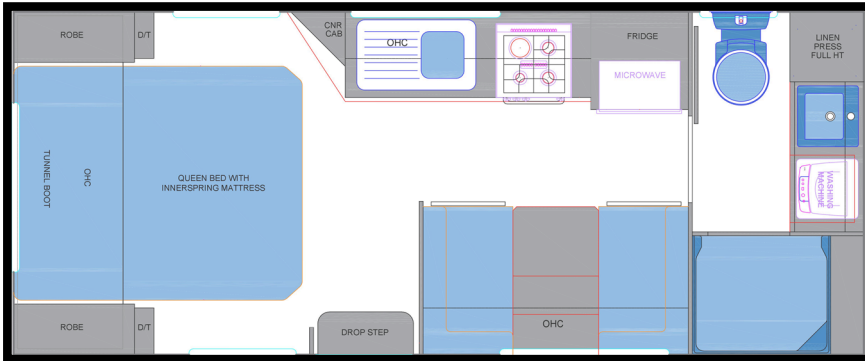 ROBE
D/T
CNR
CAB
OHC
FRIDGE
MICROWAVE
LINEN
PRESS
FULL HT
TUNNEL BOOT
OHC
QUEEN BED WITH
INNERSPRING MATTRESS
WASHING
MACHINE
ROBE
D/T
DROP STEP
OHC